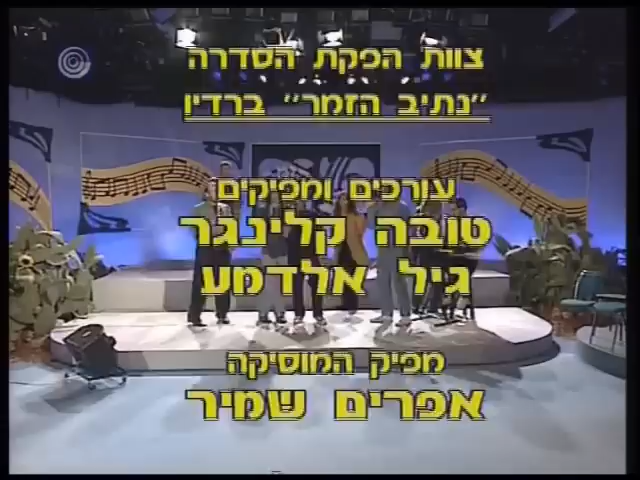 צוות הפקת הסדרה
"נתיב הזמר" ברדיו
עורכים ומפיקים
טובה קלינגר
גיל אלדמע
מפיק המוסיקה
אפרים שמיר